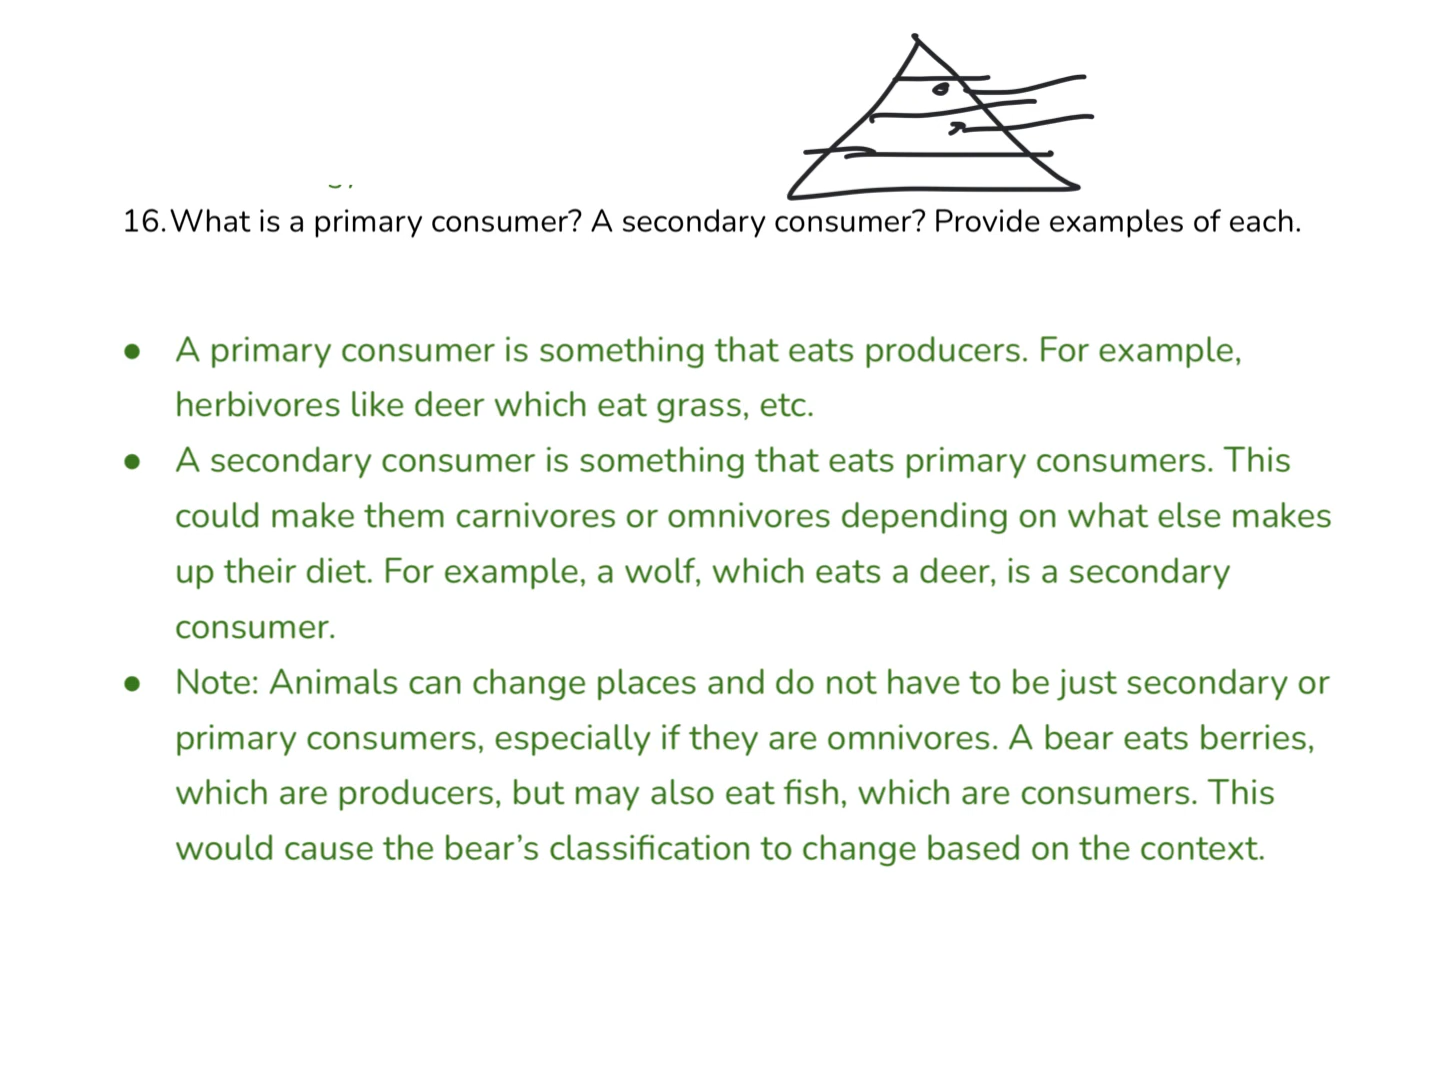 16. What is a primary consumer? A secondary consumer? Provide examples of each.
● A primary consumer is something that eats producers. For example,
herbivores like deer which eat grass, etc.
● A secondary consumer is something that eats primary consumers. This
could make them carnivores or omnivores depending on what else makes
up their diet. For example, a wolf, which eats a deer, is a secondary
consumer.
● Note: Animals can change places and do not have to be just secondary or
primary consumers, especially if they are omnivores. A bear eats berries,
which are producers, but may also eat fish, which are consumers. This
would cause the bear’s classification to change based on the context.